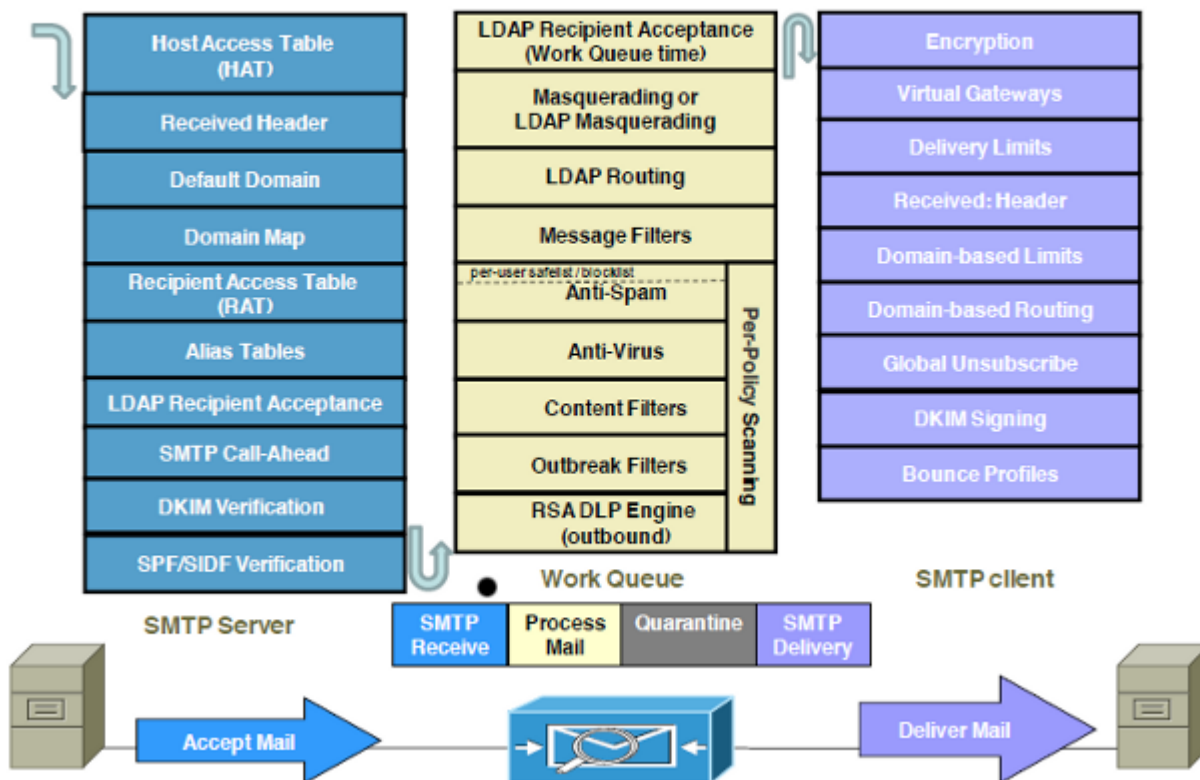 Host Access Table
(HAT)
Received Header
Default Domain
Domain Map
Recipient Access Table
(RAT)
Alias Tables
LDAP Recipient Acceptance
SMTP Call-Ahead
DKIM Verification
SPF/SIDF Verification
SMTP Server
LDAP Recipient Acceptance
(Work Queue time)
Masquerading or
LDAP Masquerading
LDAP Routing
Message Filters
per-user safelist / blocklist
Anti-Spam
Anti-Virus
Content Filters
Outbreak Filters
RSA DLP Engine
(outbound)
Per-Policy Scanning
Work Queue
Encryption
Virtual Gateways
Delivery Limits
Received: Header
Domain-based Limits
Domain-based Routing
Global Unsubscribe
DKIM Signing
Bounce Profiles
SMTP client
SMTP
Receive
Process
Mail
Quarantine
SMTP
Delivery
Accept Mail
Deliver Mail